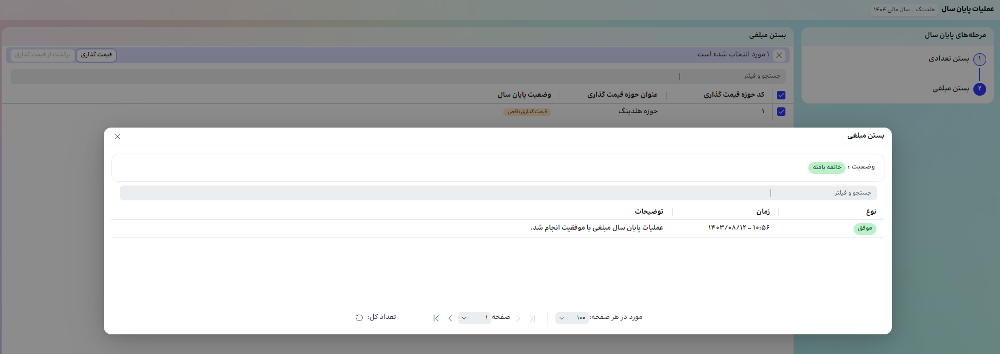 عملیات پایان سال
هلدینگ | سال مالی ۱۴۰۴
مرحله‌های پایان سال
۱ بستن تعدادی
۲ بستن مبلغی
بستن مبلغی
۱ مورد انتخاب شده است
قیمت گذاری
برگشت از قیمت گذاری
جستجو و فیلتر
کد حوزه قیمت گذاری
عنوان حوزه قیمت گذاری
وضعیت پایان سال
۱
حوزه هلدینگ
قیمت گذاری ناقص
بستن مبلغی
وضعیت : خاتمه یافته
جستجو و فیلتر
نوع
زمان
توضیحات
موفق
۱۴۰۳/۰۸/۱۲ - ۱۰:۵۶
عملیات پایان سال مبلغی با موفقیت انجام شد.
مورد در هر صفحه: ۱۰۰
صفحه ۱
تعداد کل: